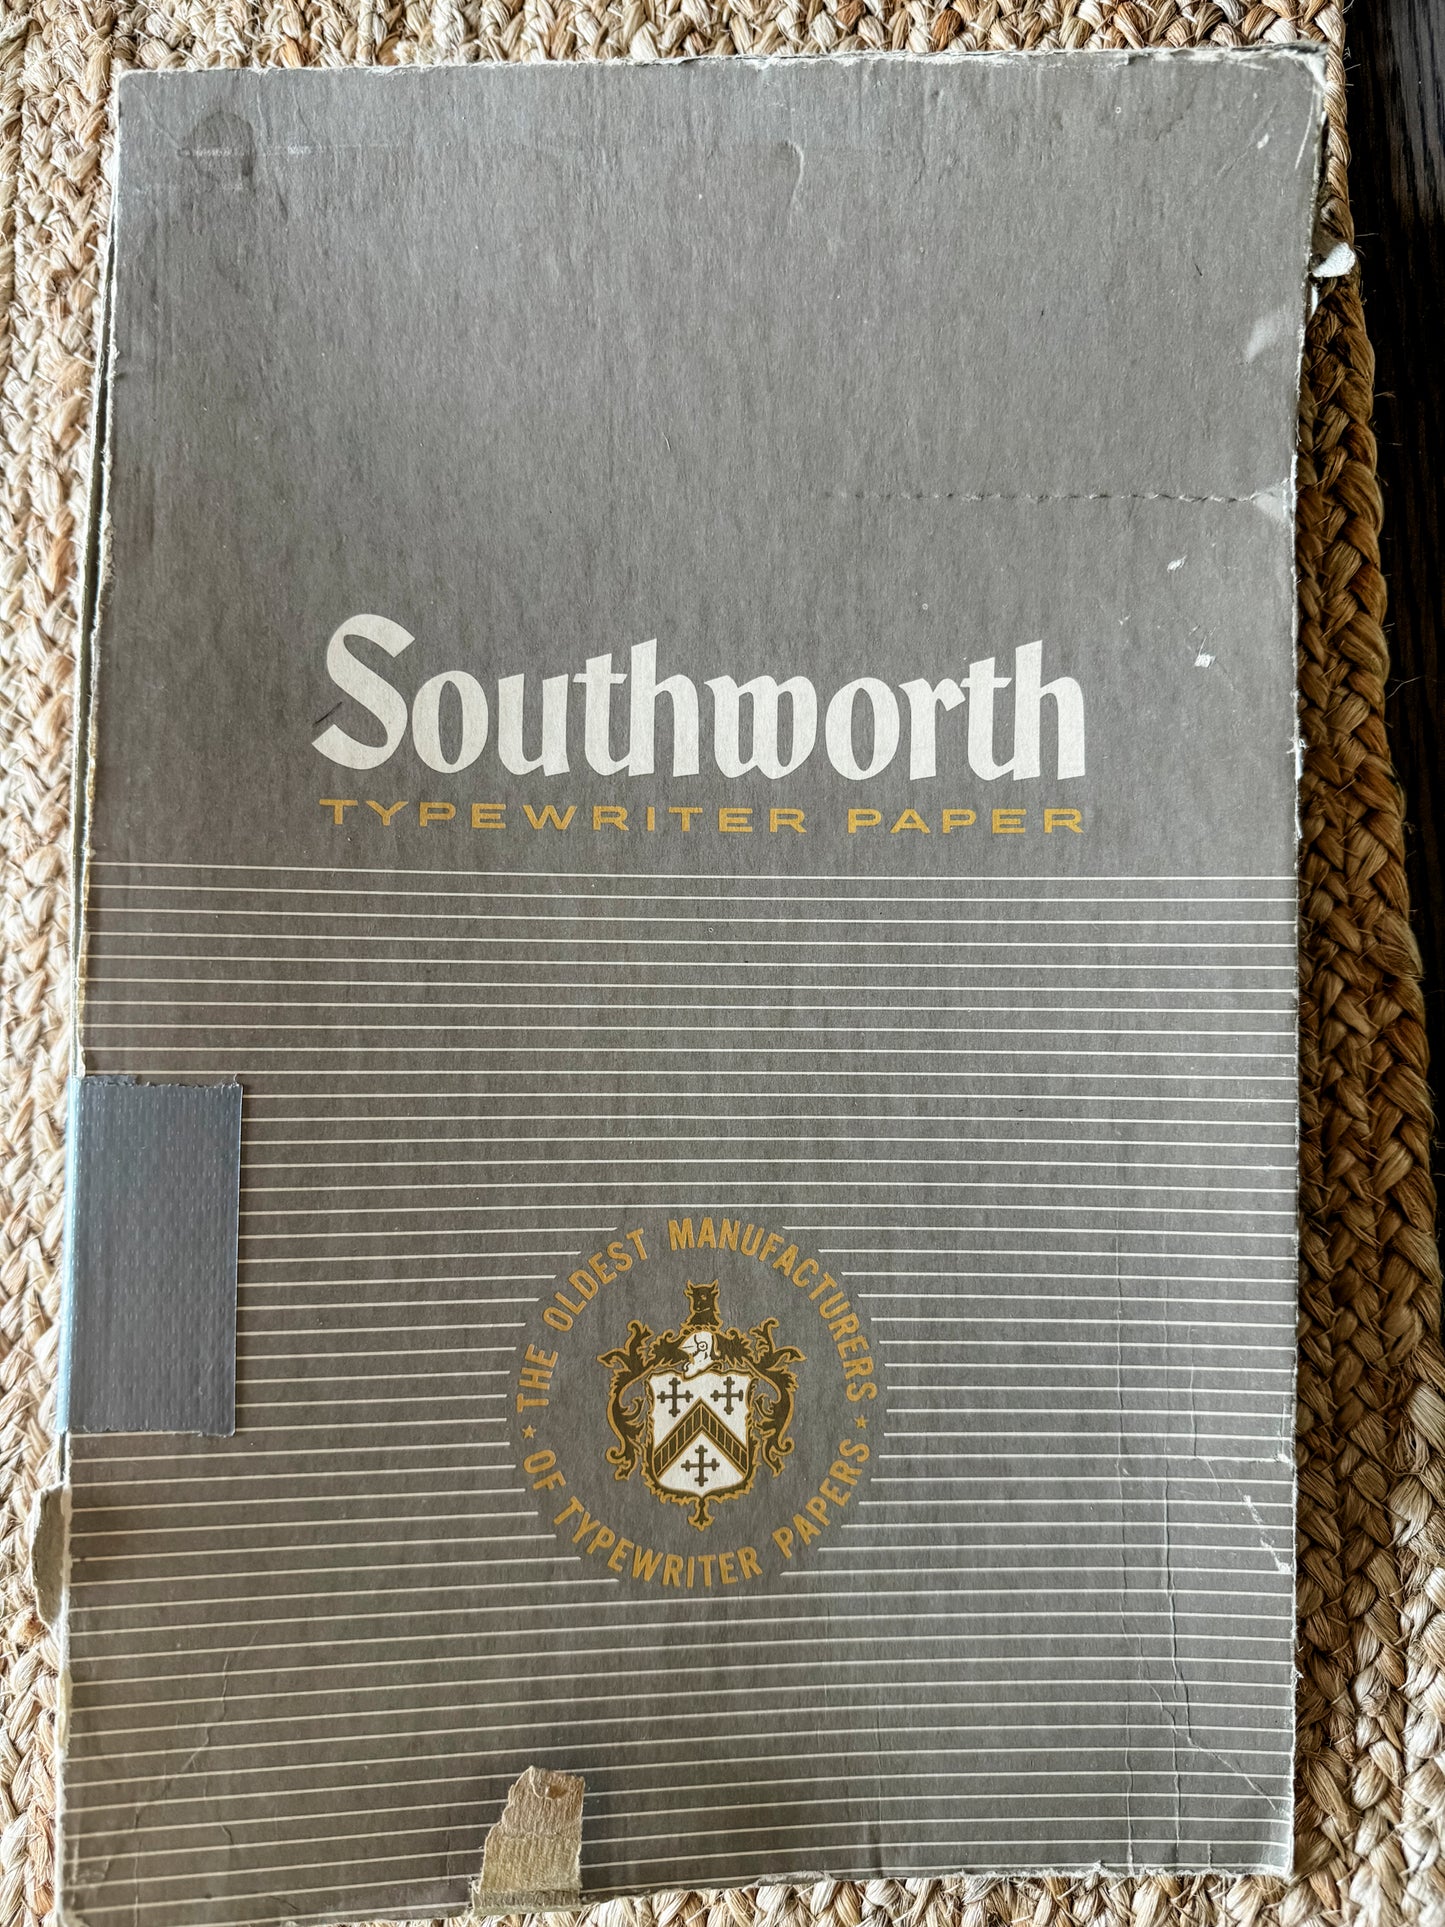 Southworth
TYPEWRITER PAPER
THE OLDEST MANUFACTURERS
★ OF TYPEWRITER PAPERS ★